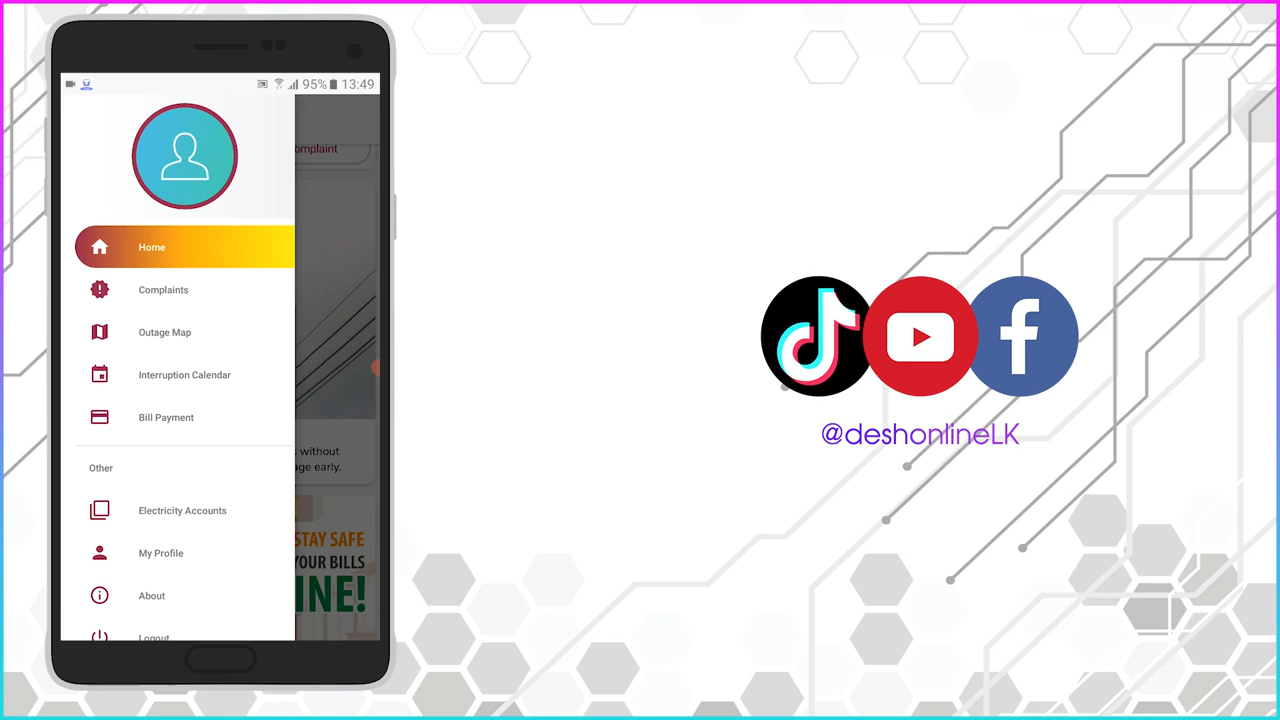 95% 13:49
omplaint
Home
Complaints
Outage Map
Interruption Calendar
Bill Payment
s without
ge early.
Other
Electricity Accounts
STAY SAFE
My Profile
YOUR BILLS
About
INE!
Logout
@deshonlineLK